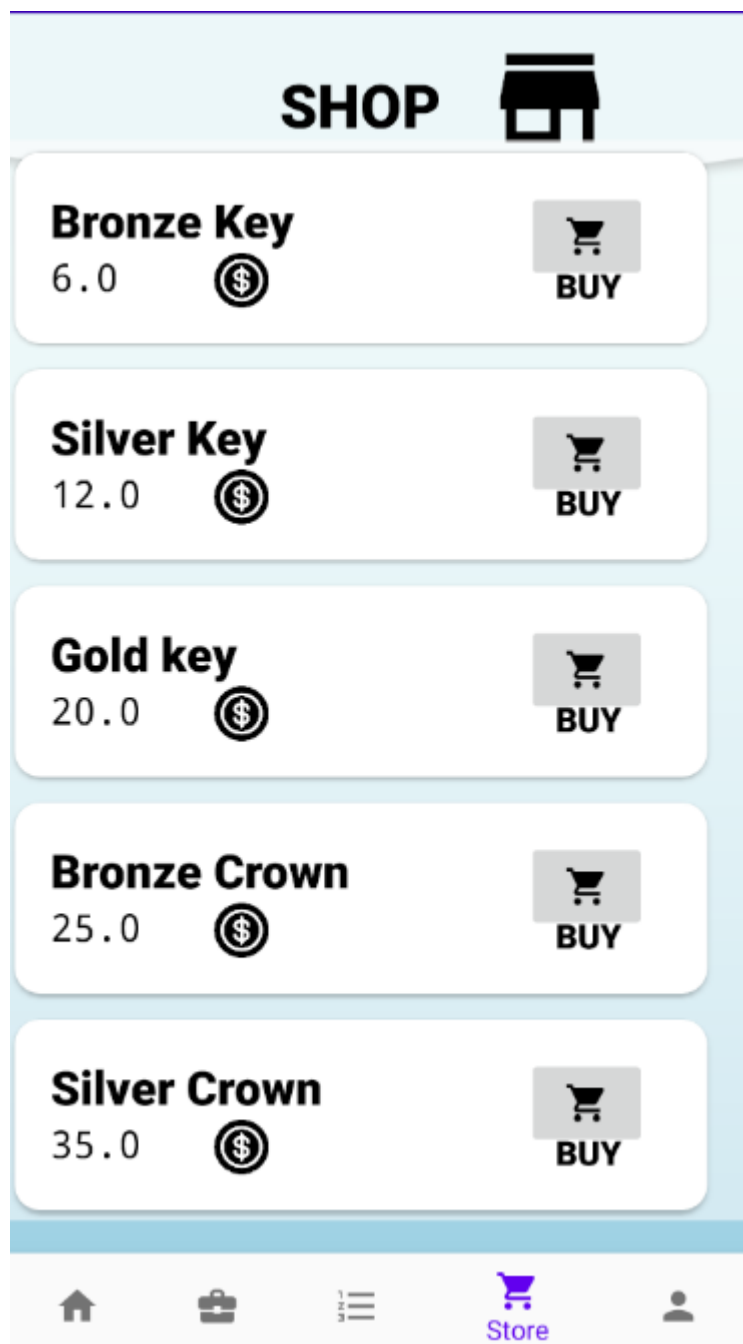 SHOP
Bronze Key
6.0
BUY
Silver Key
12.0
BUY
Gold key
20.0
BUY
Bronze Crown
25.0
BUY
Silver Crown
35.0
BUY
Store